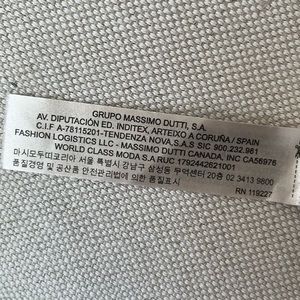 GRUPO MASSIMO DUTTI, S.A.
AV. DIPUTACIÓN ED. INDITEX, ARTEIXO A CORUÑA / SPAIN
C.I.F A-78115201-TENDENZA NOVA,S.A.S SIC 900.232.961
FASHION LOGISTICS LLC - MASSIMO DUTTI CANADA, INC CA56976
WORLD CLASS MODA S.A RUC 1792442621001
마시모두띠코리아 서울 특별시 강남구 삼성동 무역센터 20층 02 3413 9800
품질경영 및 공산품 안전관리법에 의한 품질표시
RN 119227